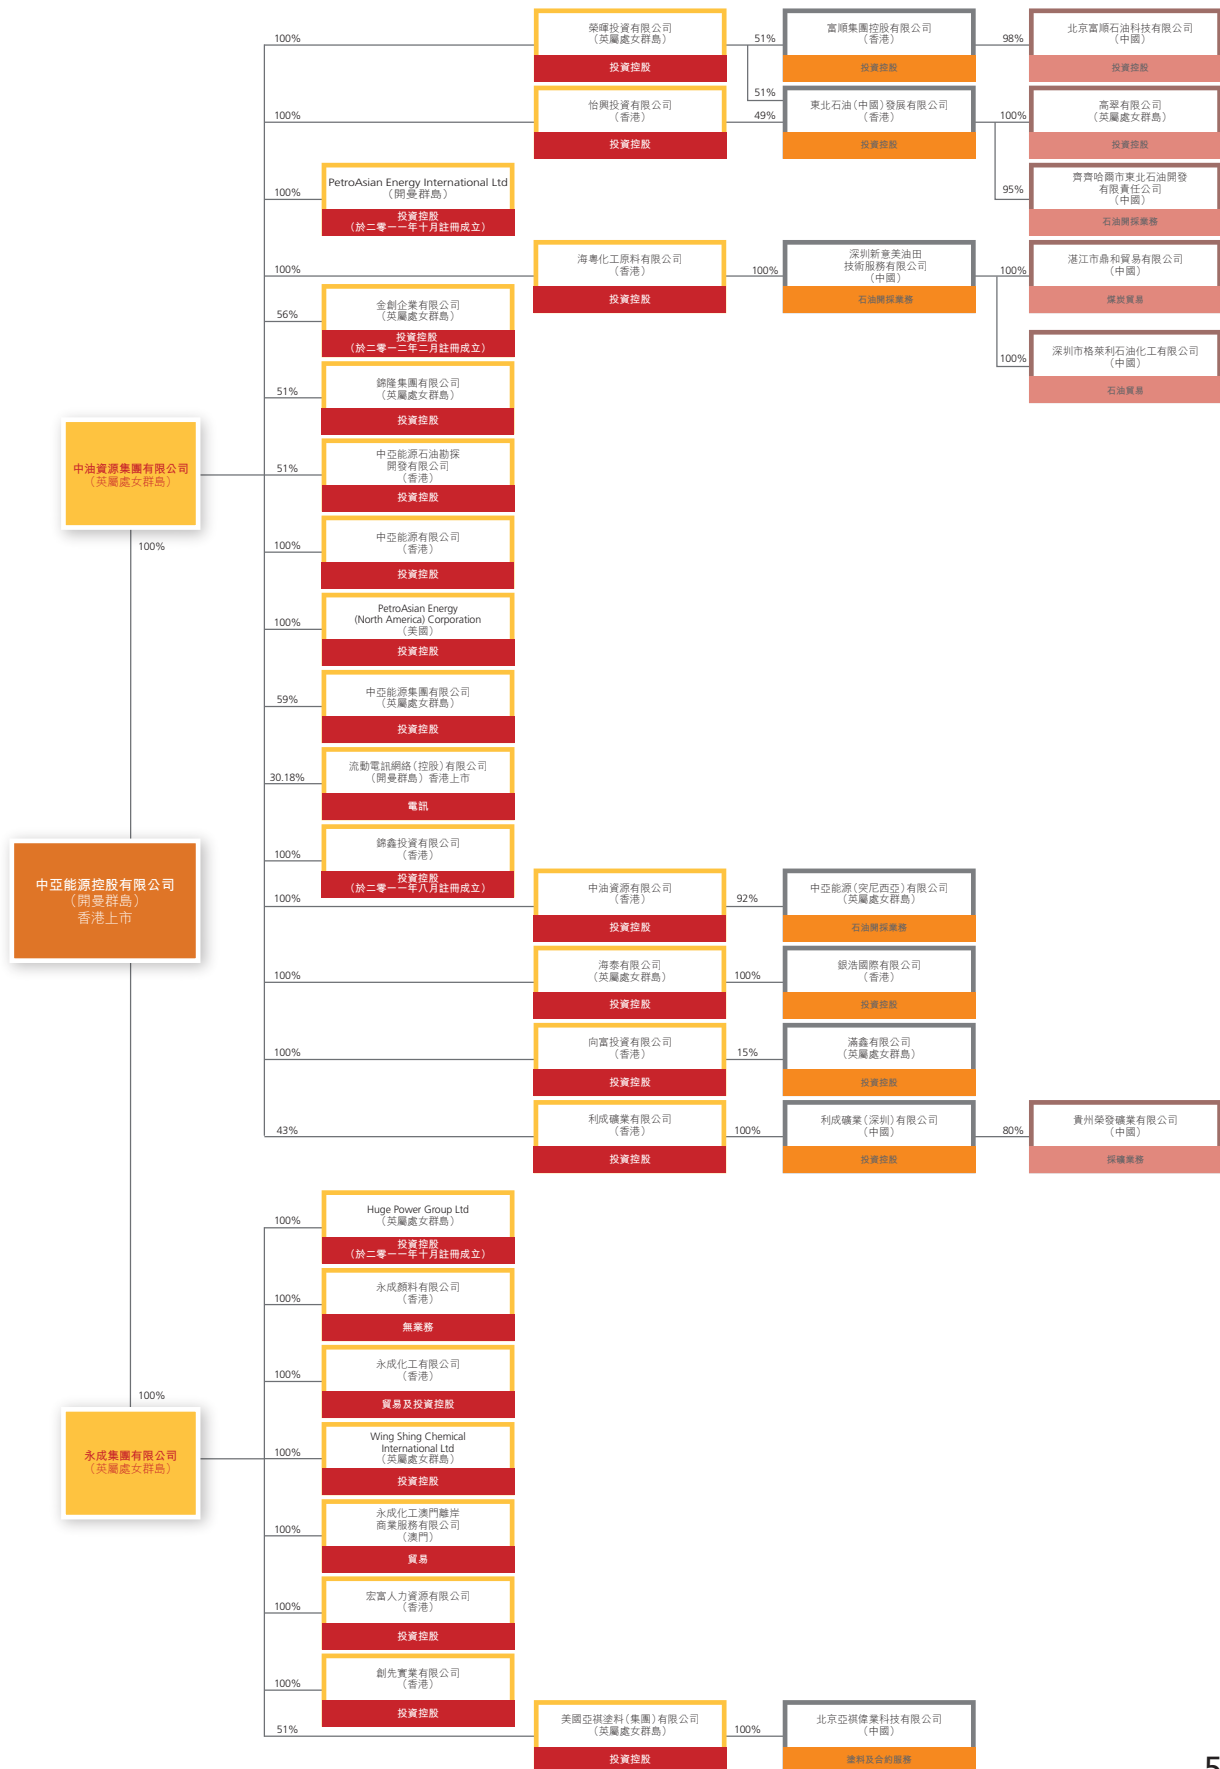 100%
榮暉投資有限公司
（英屬處女群島）
投資控股
51%
富順集團控股有限公司
（香港）
投資控股
98%
北京富順石油科技有限公司
（中國）
投資控股
51%
100%
怡興投資有限公司
（香港）
投資控股
49%
東北石油（中國）發展有限公司
（香港）
投資控股
100%
高翠有限公司
（英屬處女群島）
投資控股
100%
PetroAsian Energy International Ltd
（開曼群島）
投資控股
（於二零一一年十月註冊成立）
95%
齊齊哈爾市東北石油開發
有限責任公司
（中國）
石油開採業務
100%
海粵化工原料有限公司
（香港）
投資控股
100%
深圳新意美油田
技術服務有限公司
（中國）
石油開採業務
100%
湛江市鼎和貿易有限公司
（中國）
煤炭貿易
56%
金創企業有限公司
（英屬處女群島）
投資控股
（於二零一二年二月註冊成立）
100%
深圳市格萊利石油化工有限公司
（中國）
石油貿易
51%
錦隆集團有限公司
（英屬處女群島）
投資控股
中油資源集團有限公司
（英屬處女群島）
51%
中亞能源石油勘探
開發有限公司
（香港）
投資控股
100%
100%
中亞能源有限公司
（香港）
投資控股
100%
PetroAsian Energy
(North America) Corporation
（美國）
投資控股
59%
中亞能源集團有限公司
（英屬處女群島）
投資控股
30.18%
流動電訊網絡（控股）有限公司
（開曼群島）香港上市
電訊
100%
錦鑫投資有限公司
（香港）
投資控股
（於二零一一年八月註冊成立）
中亞能源控股有限公司
（開曼群島）
香港上市
100%
中油資源有限公司
（香港）
投資控股
92%
中亞能源（突尼西亞）有限公司
（英屬處女群島）
石油開採業務
100%
海泰有限公司
（英屬處女群島）
投資控股
100%
銀浩國際有限公司
（香港）
投資控股
100%
向富投資有限公司
（香港）
投資控股
15%
滿鑫有限公司
（英屬處女群島）
投資控股
43%
利成礦業有限公司
（香港）
投資控股
100%
利成礦業（深圳）有限公司
（中國）
投資控股
80%
貴州榮發礦業有限公司
（中國）
採礦業務
100%
Huge Power Group Ltd
（英屬處女群島）
投資控股
（於二零一一年十月註冊成立）
100%
永成顏料有限公司
（香港）
無業務
100%
永成化工有限公司
（香港）
貿易及投資控股
100%
永成集團有限公司
（英屬處女群島）
100%
Wing Shing Chemical
International Ltd
（英屬處女群島）
投資控股
100%
永成化工澳門離岸
商業服務有限公司
（澳門）
貿易
100%
宏富人力資源有限公司
（香港）
投資控股
100%
創先實業有限公司
（香港）
投資控股
51%
美國亞祺塗料（集團）有限公司
（英屬處女群島）
投資控股
100%
北京亞祺偉業科技有限公司
（中國）
塗料及合約服務
5